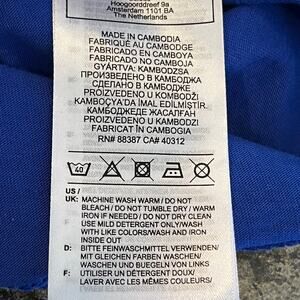 Hoogoorddreef 9a
Amsterdam 1101 BA
The Netherlands
MADE IN CAMBODIA
FABRIQUÉ AU CAMBODGE
FABRICADO EN CAMBOYA
FABRICADO NO CAMBOJA
GYÁRTVA: KAMBODZSA
ПРОИЗВЕДЕНО В КАМБОДЖА
СДЕЛАНО В КАМБОДЖЕ
PROIZVEDENO U KOMBODŽI
KAMBOÇYA'DA İMAL EDİLMİŞTİR.
КАМБОДЖЕДЕ ЖАСАЛҒАН
PROIZVEDENO U KAMBODŽI
FABRICAT ÎN CAMBOGIA
RN# 88387 CA# 40312
40
US /
UK: MACHINE WASH WARM / DO NOT
BLEACH / DO NOT TUMBLE DRY / WARM
IRON IF NEEDED / DO NOT DRY CLEAN
USE MILD DETERGENT ONLY/WASH
WITH LIKE COLORS/WASH AND IRON
INSIDE OUT
D: BITTE FEINWASCHMITTEL VERWENDEN/
MIT GLEICHEN FARBEN WASCHEN/
WASCHEN UND BUEGELN VON LINKS
F: UTILISER UN DÉTERGENT DOUX/
LAVER AVEC LES MÊMES COULEURS/